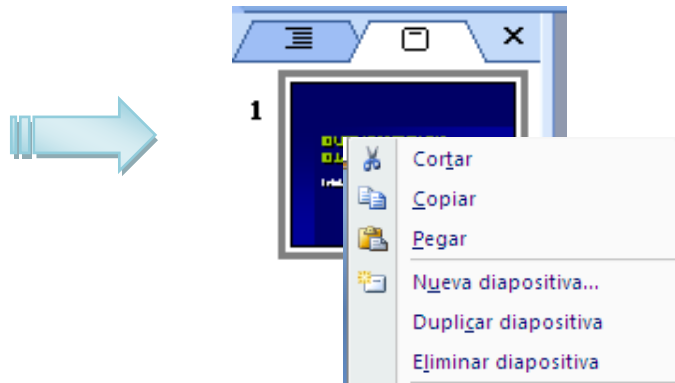 1
Cortar
Copiar
Pegar
Nueva diapositiva...
Duplicar diapositiva
Eliminar diapositiva